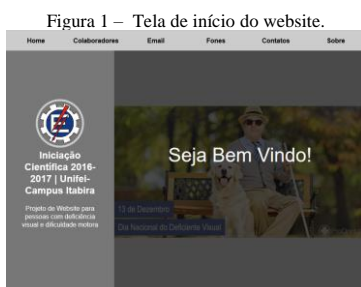 Figura 1 – Tela de início do website.
Home Colaboradores Email Fones Contatos Sobre
Iniciação
Científica 2016-
2017 | Unifei-
Campus Itabira
Projeto de Website para
pessoas com deficiência
visual e dificuldade motora
Seja Bem Vindo!
13 de Dezembro
Dia Nacional do Deficiente Visual